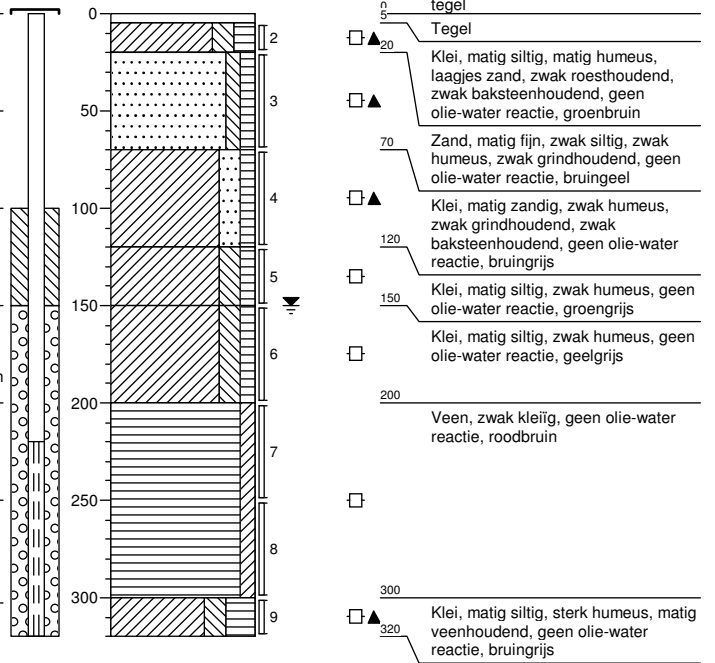 0
tegel
5
Tegel
20
Klei, matig siltig, matig humeus,
laagjes zand, zwak roesthoudend,
zwak baksteenhoudend, geen
olie-water reactie, groenbruin
70
Zand, matig fijn, zwak siltig, zwak
humeus, zwak grindhoudend, geen
olie-water reactie, bruingeel
Klei, matig zandig, zwak humeus,
zwak grindhoudend, zwak
baksteenhoudend, geen olie-water
reactie, bruingrijs
120
Klei, matig siltig, zwak humeus, geen
olie-water reactie, groengrijs
150
Klei, matig siltig, zwak humeus, geen
olie-water reactie, geelgrijs
200
Veen, zwak kleiïg, geen olie-water
reactie, roodbruin
300
Klei, matig siltig, sterk humeus, matig
veenhoudend, geen olie-water
reactie, bruingrijs
320
0
50
100
150
200
250
300
2
3
4
5
6
7
8
9